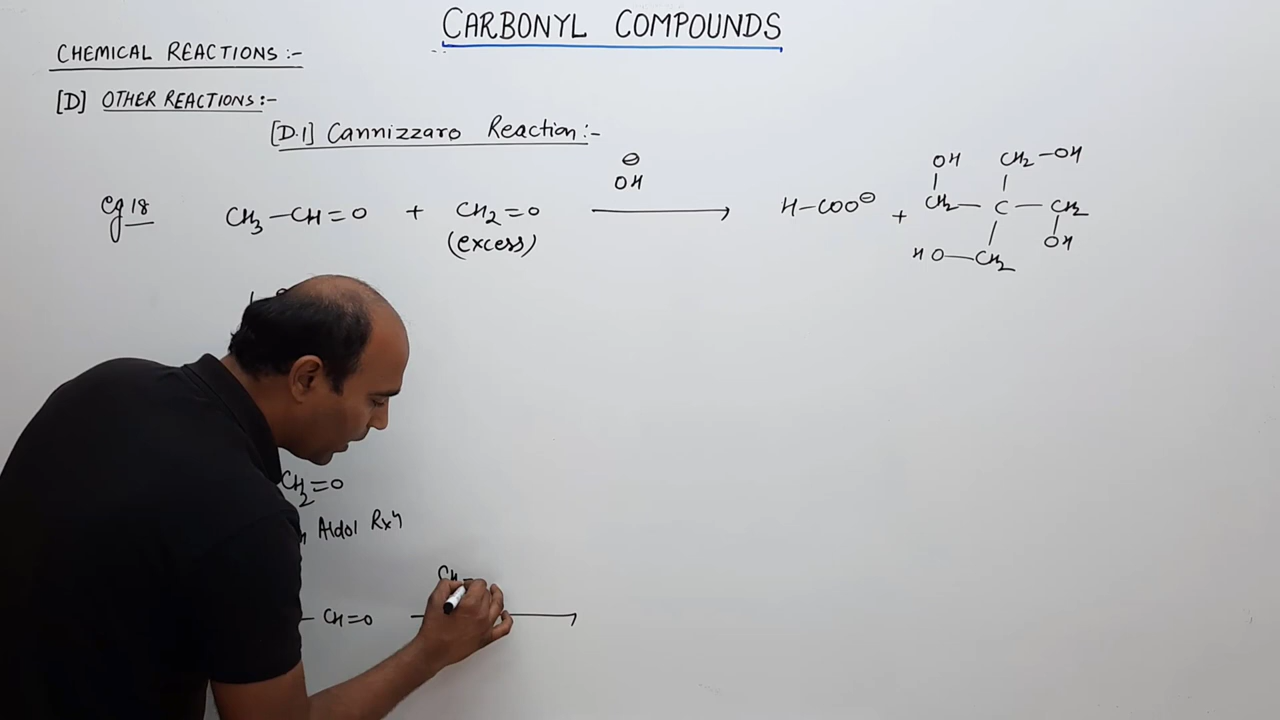 CARBONYL COMPOUNDS
CHEMICAL REACTIONS :-
[D] OTHER REACTIONS :-
[D.1] Cannizzaro Reaction :-
Eg 18
CH₃—CH=O + CH₂=O
(excess)
⊖
OH
H—COO⊖ +
OH CH₂—OH
CH₂—C—CH₂
OH
HO—CH₂
CH₂=O
Aldol Rxⁿ
CH=O